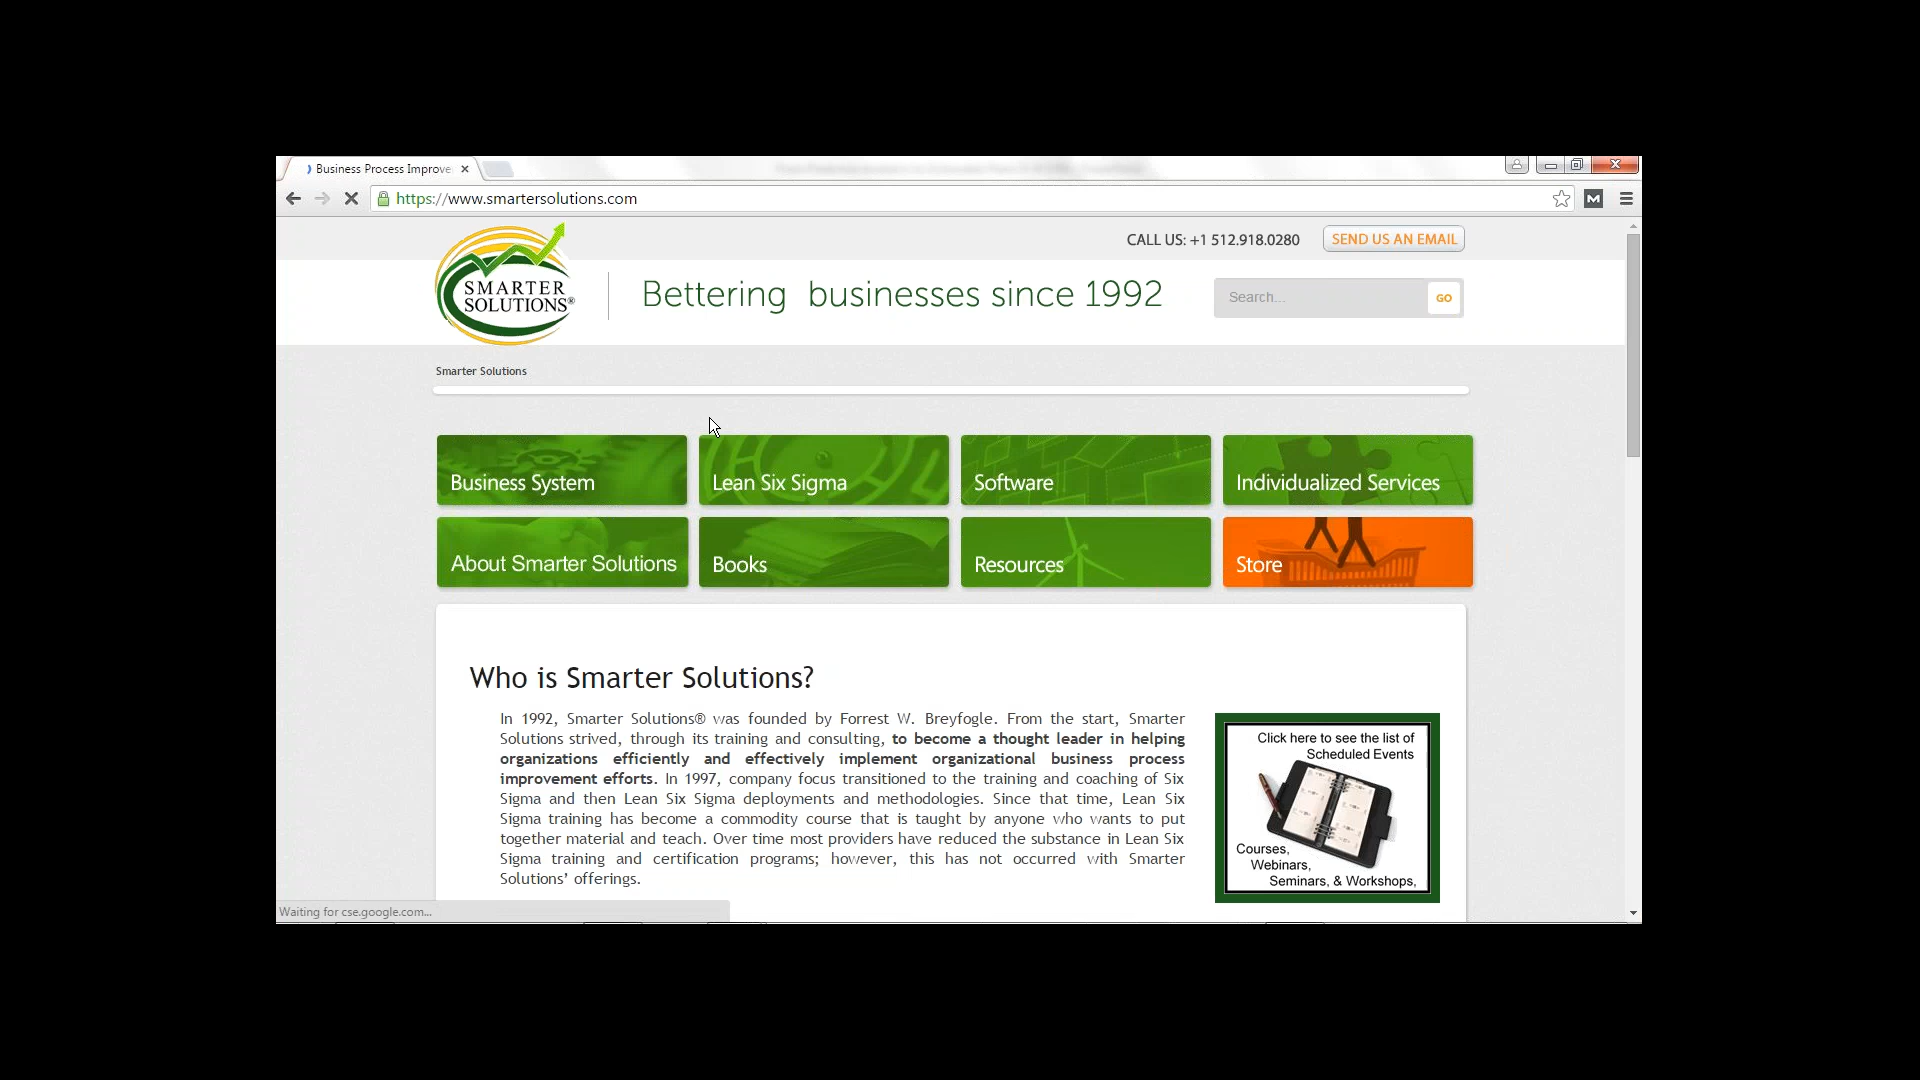 Business Process Improve
https://www.smartersolutions.com
CALL US: +1 512.918.0280
SEND US AN EMAIL
SMARTER
SOLUTIONS®
Bettering businesses since 1992
Search...
GO
Smarter Solutions
Business System
Lean Six Sigma
Software
Individualized Services
About Smarter Solutions
Books
Resources
Store
Who is Smarter Solutions?
In 1992, Smarter Solutions® was founded by Forrest W. Breyfogle. From the start, Smarter
Solutions strived, through its training and consulting, to become a thought leader in helping
organizations efficiently and effectively implement organizational business process
improvement efforts. In 1997, company focus transitioned to the training and coaching of Six
Sigma and then Lean Six Sigma deployments and methodologies. Since that time, Lean Six
Sigma training has become a commodity course that is taught by anyone who wants to put
together material and teach. Over time most providers have reduced the substance in Lean Six
Sigma training and certification programs; however, this has not occurred with Smarter
Solutions’ offerings.
Click here to see the list of
Scheduled Events
Courses,
Webinars,
Seminars, & Workshops,
Waiting for cse.google.com...